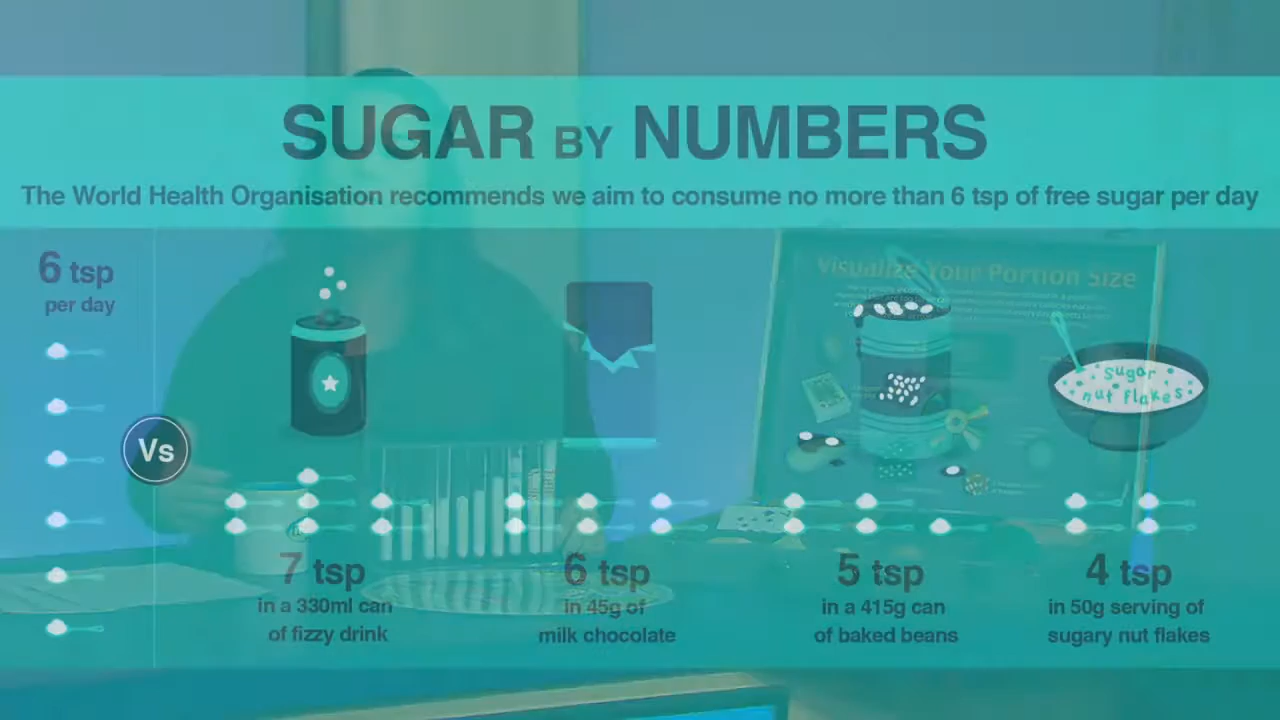 SUGAR BY NUMBERS
The World Health Organisation recommends we aim to consume no more than 6 tsp of free sugar per day
6 tsp
per day
Vs
Visualize Your Portion Size
Sugar
nut flakes
7 tsp
in a 330ml can
of fizzy drink
6 tsp
in 45g of
milk chocolate
5 tsp
in a 415g can
of baked beans
4 tsp
in 50g serving of
sugary nut flakes